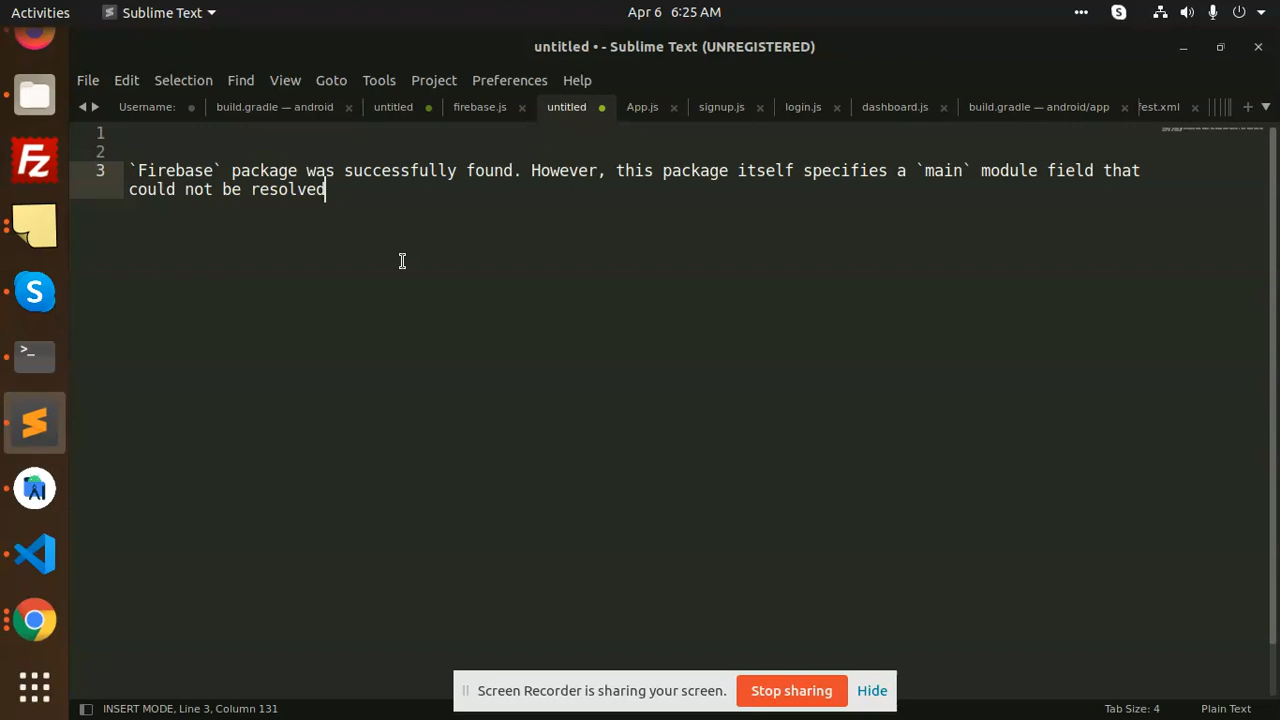 Activities
Sublime Text
Apr 6 6:25 AM
untitled • - Sublime Text (UNREGISTERED)
File Edit Selection Find View Goto Tools Project Preferences Help
Username: build.gradle — android untitled firebase.js untitled App.js signup.js login.js dashboard.js build.gradle — android/app fest.xml
1
2
3 `Firebase` package was successfully found. However, this package itself specifies a `main` module field that
could not be resolved
Screen Recorder is sharing your screen. Stop sharing Hide
INSERT MODE, Line 3, Column 131
Tab Size: 4
Plain Text